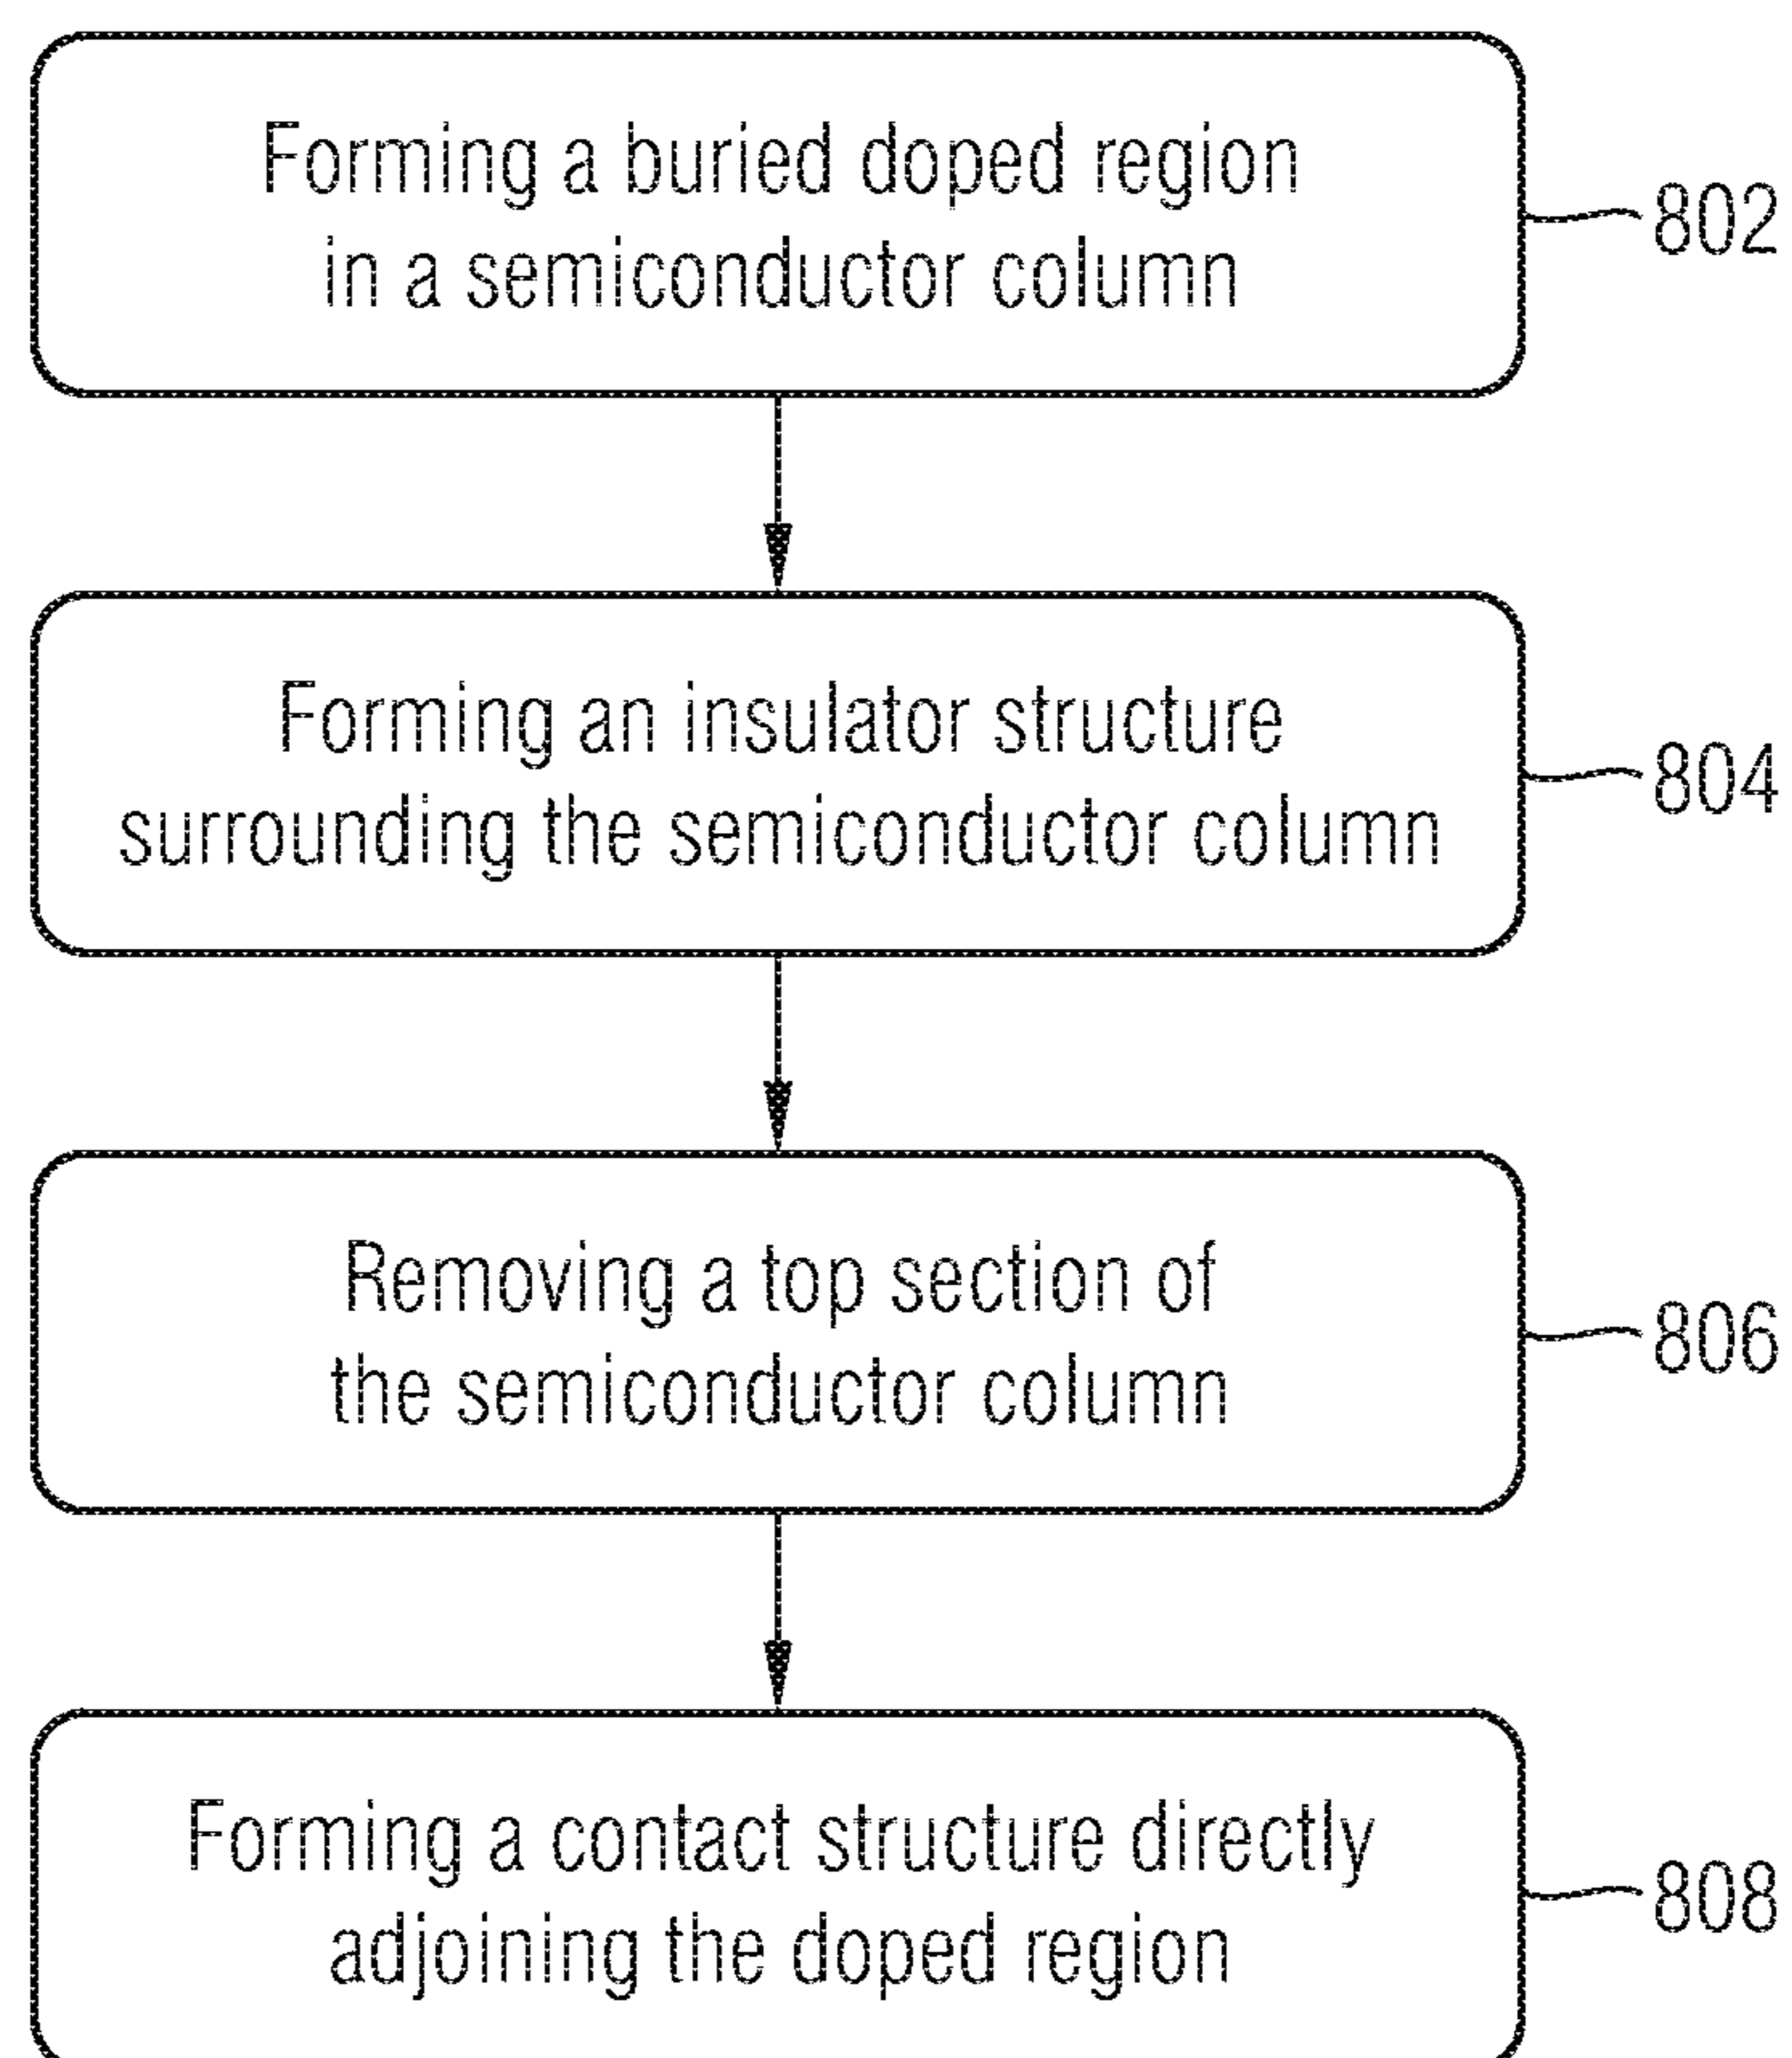 Forming a buried doped region
in a semiconductor column
802
Forming an insulator structure
surrounding the semiconductor column
804
Removing a top section of
the semiconductor column
806
Forming a contact structure directly
adjoining the doped region
808